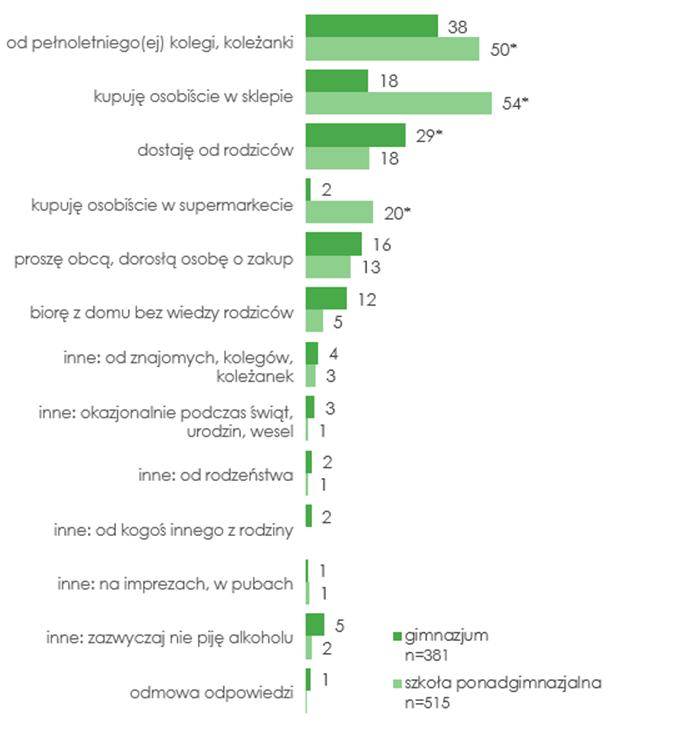 od pełnoletniego(ej) kolegi, koleżanki
38
50*
kupuję osobiście w sklepie
18
54*
dostaję od rodziców
29*
18
kupuję osobiście w supermarkecie
2
20*
proszę obcą, dorosłą osobę o zakup
16
13
biorę z domu bez wiedzy rodziców
12
5
inne: od znajomych, kolegów,
koleżanek
4
3
inne: okazjonalnie podczas świąt,
urodzin, wesel
3
1
inne: od rodzeństwa
2
1
inne: od kogoś innego z rodziny
2
inne: na imprezach, w pubach
1
1
inne: zazwyczaj nie piję alkoholu
5
2
odmowa odpowiedzi
1
gimnazjum
n=381
szkoła ponadgimnazjalna
n=515